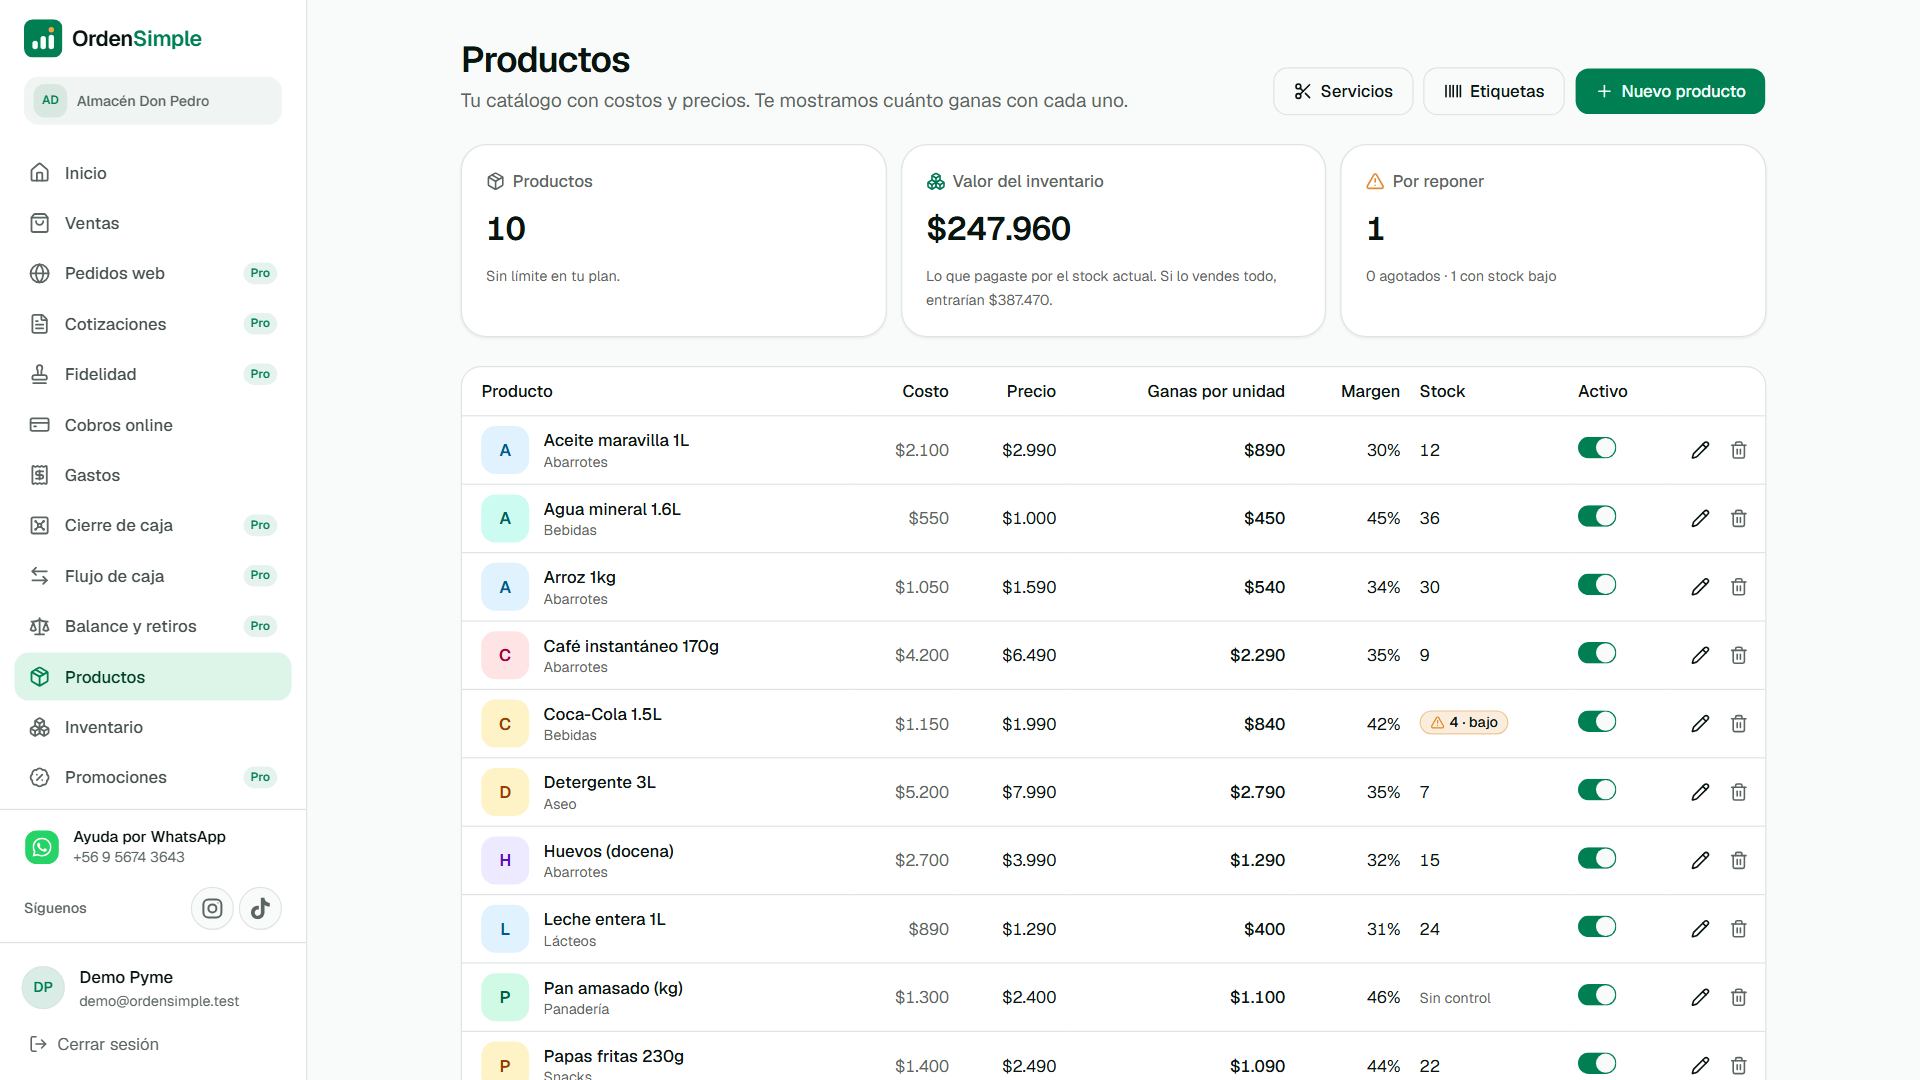 OrdenSimple
AD Almacén Don Pedro
Inicio
Ventas
Pedidos web Pro
Cotizaciones Pro
Fidelidad Pro
Cobros online
Gastos
Cierre de caja Pro
Flujo de caja Pro
Balance y retiros Pro
Productos
Inventario
Promociones Pro
Ayuda por WhatsApp
+56 9 5674 3643
Síguenos
DP Demo Pyme
demo@ordensimple.test
Cerrar sesión
Productos
Tu catálogo con costos y precios. Te mostramos cuánto ganas con cada uno.
Servicios Etiquetas + Nuevo producto
Productos
10
Sin límite en tu plan.
Valor del inventario
$247.960
Lo que pagaste por el stock actual. Si lo vendes todo,
entrarían $387.470.
Por reponer
1
0 agotados · 1 con stock bajo
Producto Costo Precio Ganas por unidad Margen Stock Activo
A Aceite maravilla 1L $2.100 $2.990 $890 30% 12
Abarrotes
A Agua mineral 1.6L $550 $1.000 $450 45% 36
Bebidas
A Arroz 1kg $1.050 $1.590 $540 34% 30
Abarrotes
C Café instantáneo 170g $4.200 $6.490 $2.290 35% 9
Abarrotes
C Coca-Cola 1.5L $1.150 $1.990 $840 42% 4 · bajo
Bebidas
D Detergente 3L $5.200 $7.990 $2.790 35% 7
Aseo
H Huevos (docena) $2.700 $3.990 $1.290 32% 15
Abarrotes
L Leche entera 1L $890 $1.290 $400 31% 24
Lácteos
P Pan amasado (kg) $1.300 $2.400 $1.100 46% Sin control
Panadería
P Papas fritas 230g $1.400 $2.490 $1.090 44% 22
Snacks